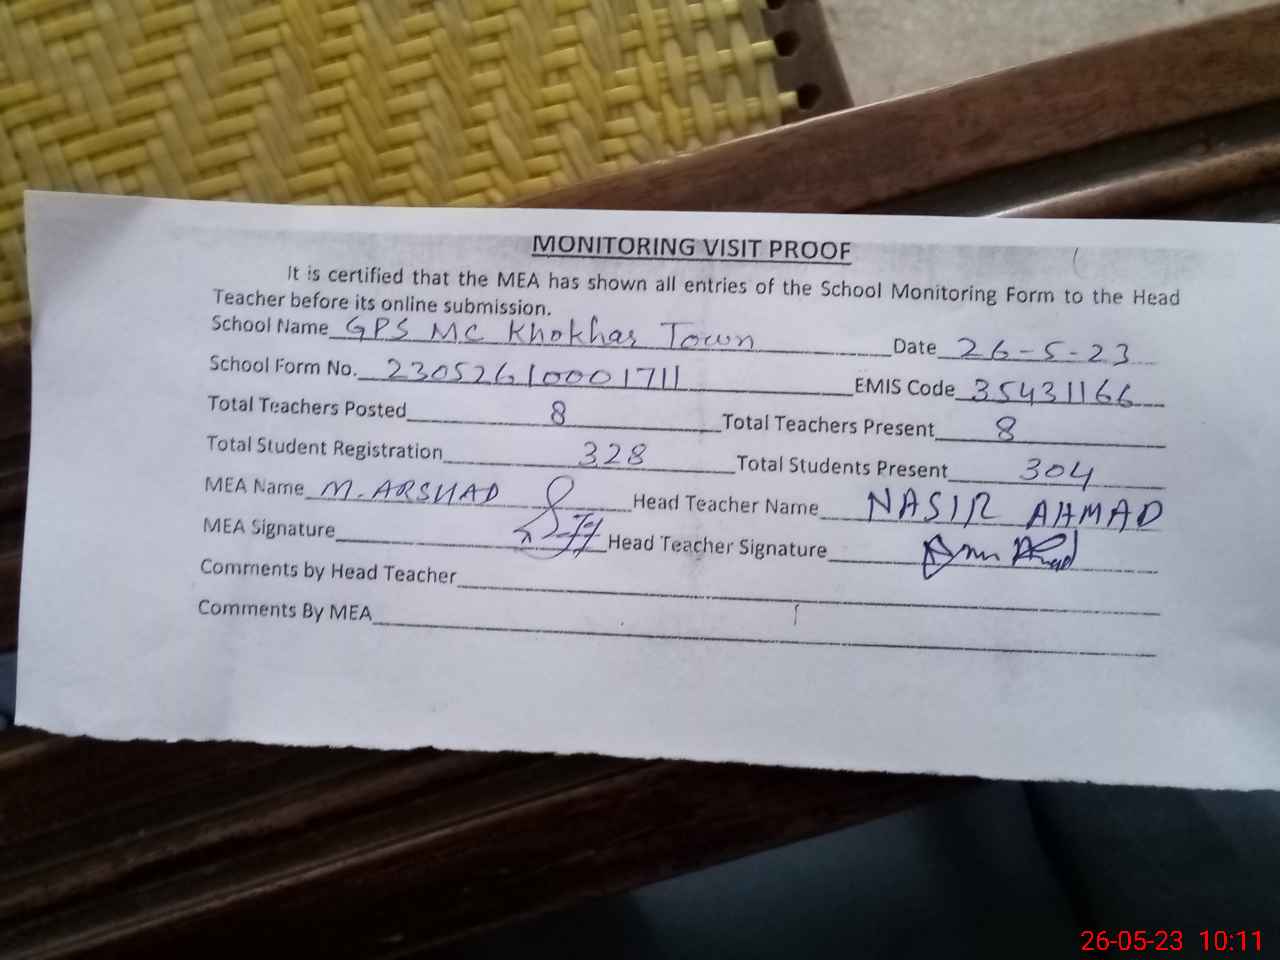 MONITORING VISIT PROOF
It is certified that the MEA has shown all entries of the School Monitoring Form to the Head
Teacher before its online submission.
School Name GPS MC Khokhar Town Date 26-5-23
School Form No. 23052610001711 EMIS Code 35431166
Total Teachers Posted 8 Total Teachers Present 8
Total Student Registration 328 Total Students Present 304
MEA Name M. ARSHAD Head Teacher Name NASIR AHMAD
MEA Signature Head Teacher Signature
Comments by Head Teacher
Comments By MEA
26-05-23 10:11